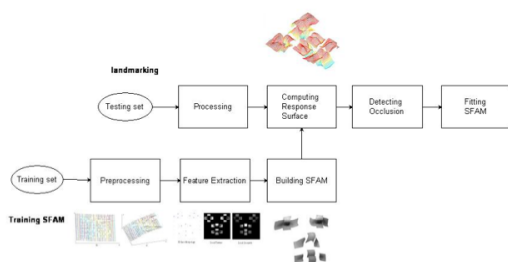 landmarking
Testing set
Processing
Computing
Response
Surface
Detecting
Occlusion
Fitting
SFAM
Training set
Preprocessing
Feature Extraction
Building SFAM
Training SFAM